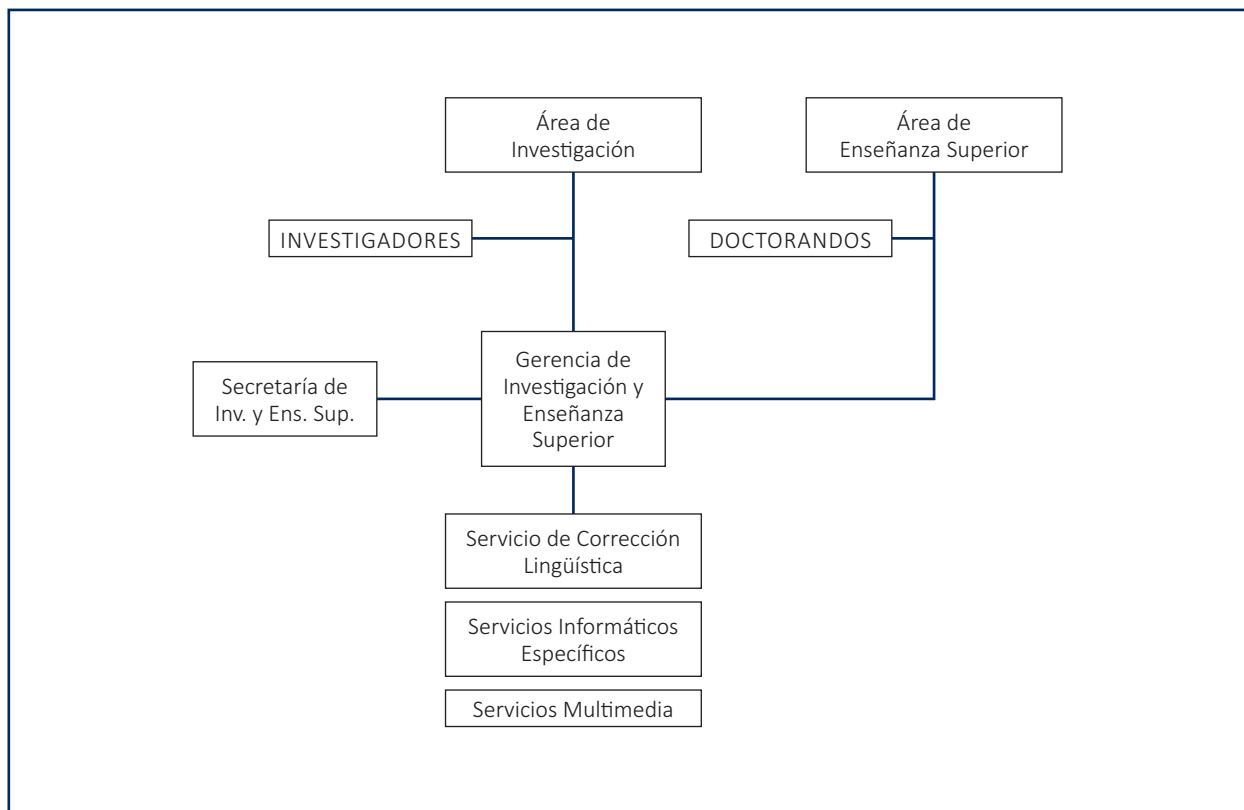 Área de
Investigación
Área de
Enseñanza Superior
INVESTIGADORES
DOCTORANDOS
Gerencia de
Investigación y
Enseñanza
Superior
Secretaría de
Inv. y Ens. Sup.
Servicio de Corrección
Lingüística
Servicios Informáticos
Específicos
Servicios Multimedia